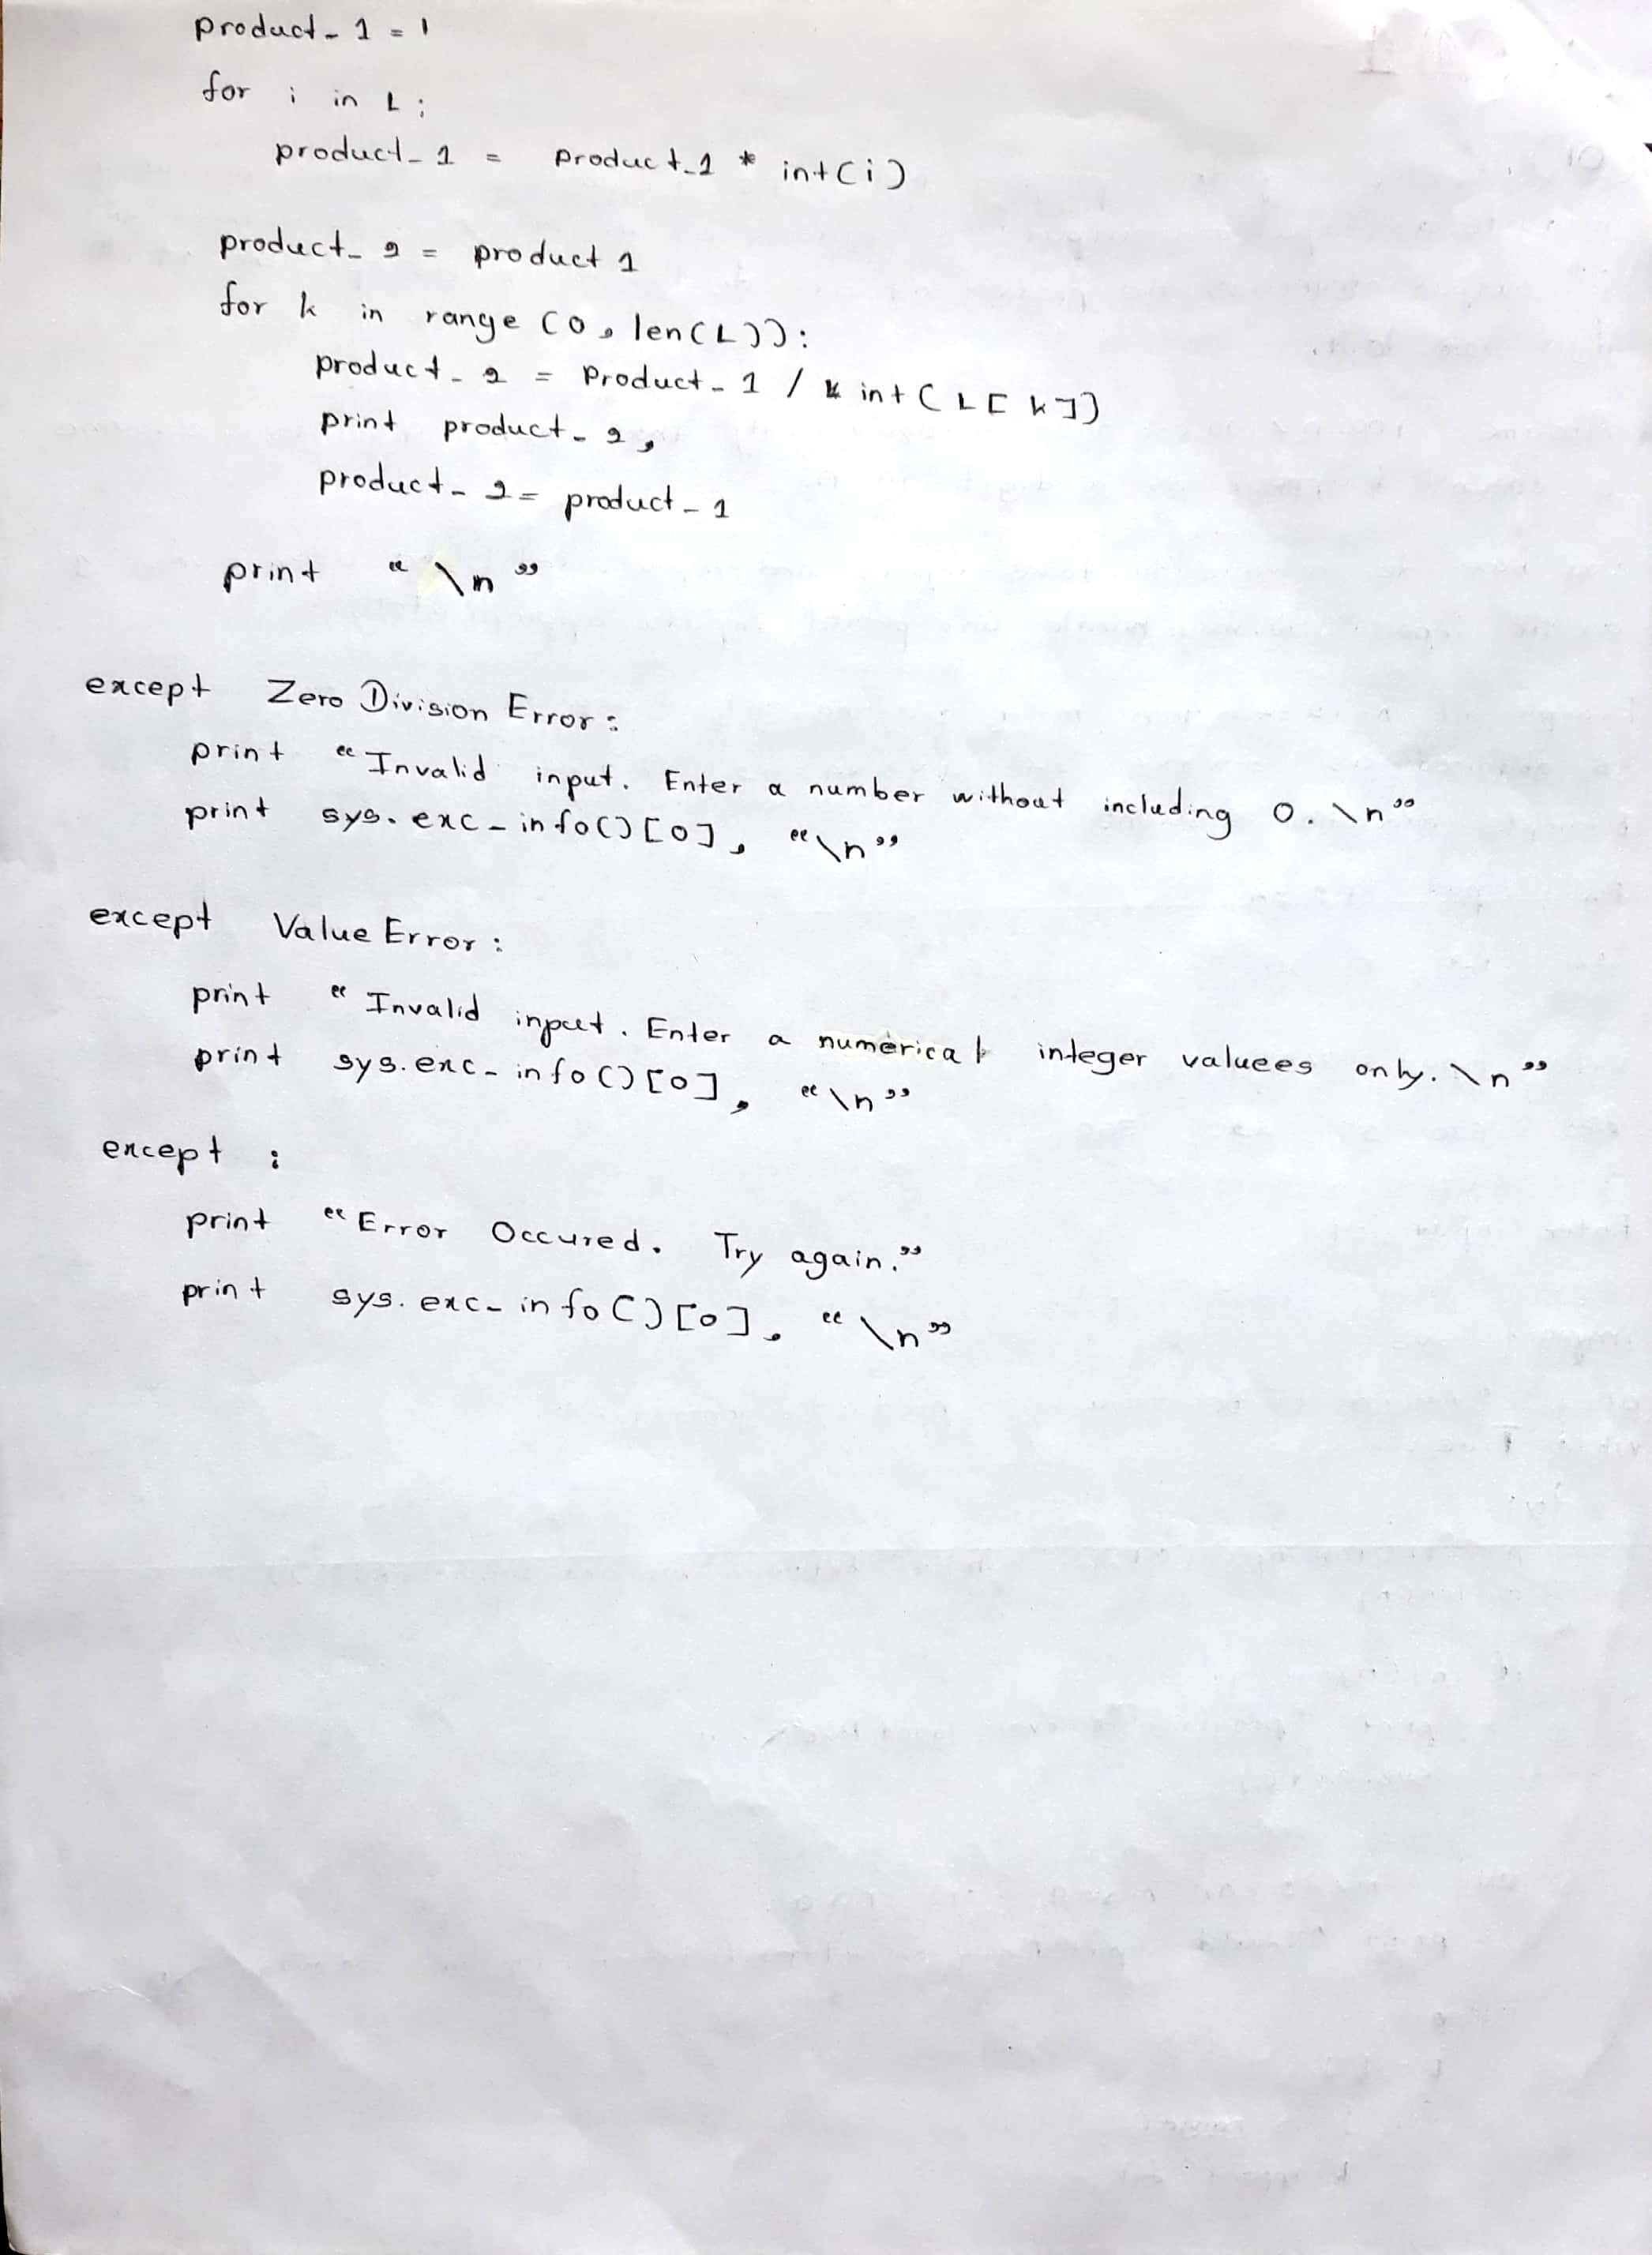 product_1 = 1
for i in L:
product_1 = product_1 * int(i)
product_2 = product 1
for k in range (0, len(L)):
product_2 = Product_1 / int(L[k])
print product_2,
product_2 = product_1
print "\n"
except Zero Division Error:
print "Invalid input. Enter a number without including 0. \n"
print sys.exc_info()[0], "\n"
except Value Error:
print "Invalid input. Enter a numerical integer valuees only. \n"
print sys.exc_info()[0], "\n"
except :
print "Error Occured. Try again."
print sys.exc_info()[0], "\n"